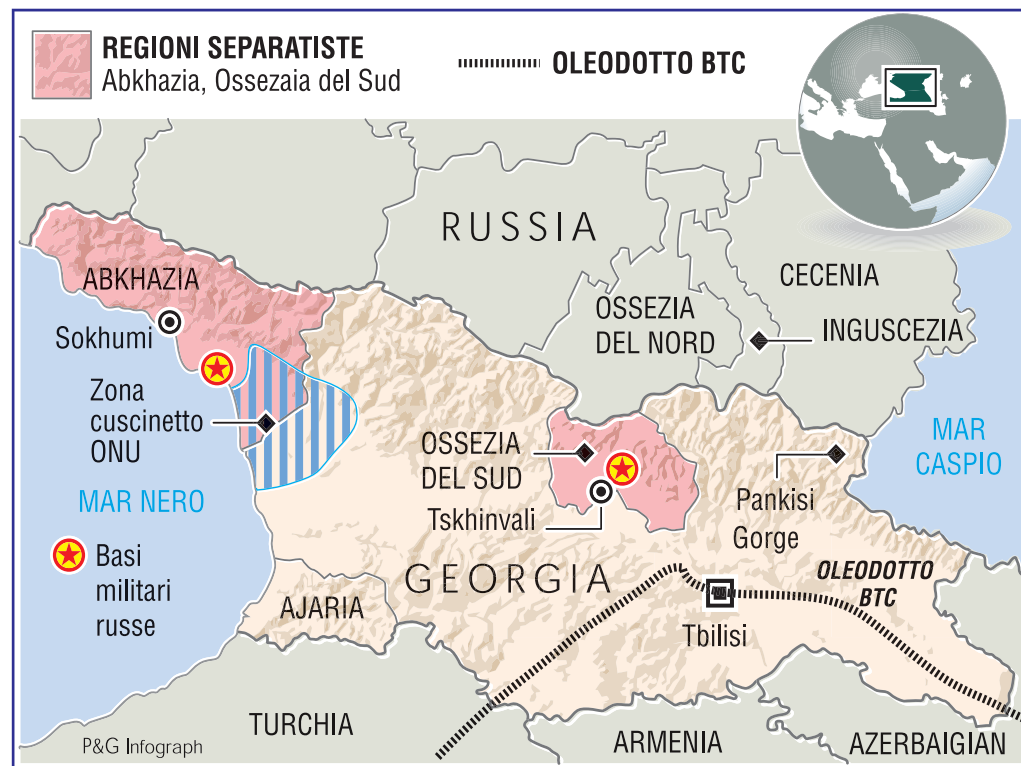 REGIONI SEPARATISTE
Abkhazia, Ossezaia del Sud
OLEODOTTO BTC
RUSSIA
ABKHAZIA
CECENIA
Sokhumi
OSSEZIA
DEL NORD
INGUSCEZIA
Zona
cuscinetto
ONU
MAR
CASPIO
OSSEZIA
DEL SUD
MAR NERO
Tskhinvali
Pankisi
Gorge
Basi
militari
russe
GEORGIA
OLEODOTTO
BTC
AJARIA
Tbilisi
TURCHIA
ARMENIA
AZERBAIGIAN
P&G Infograph